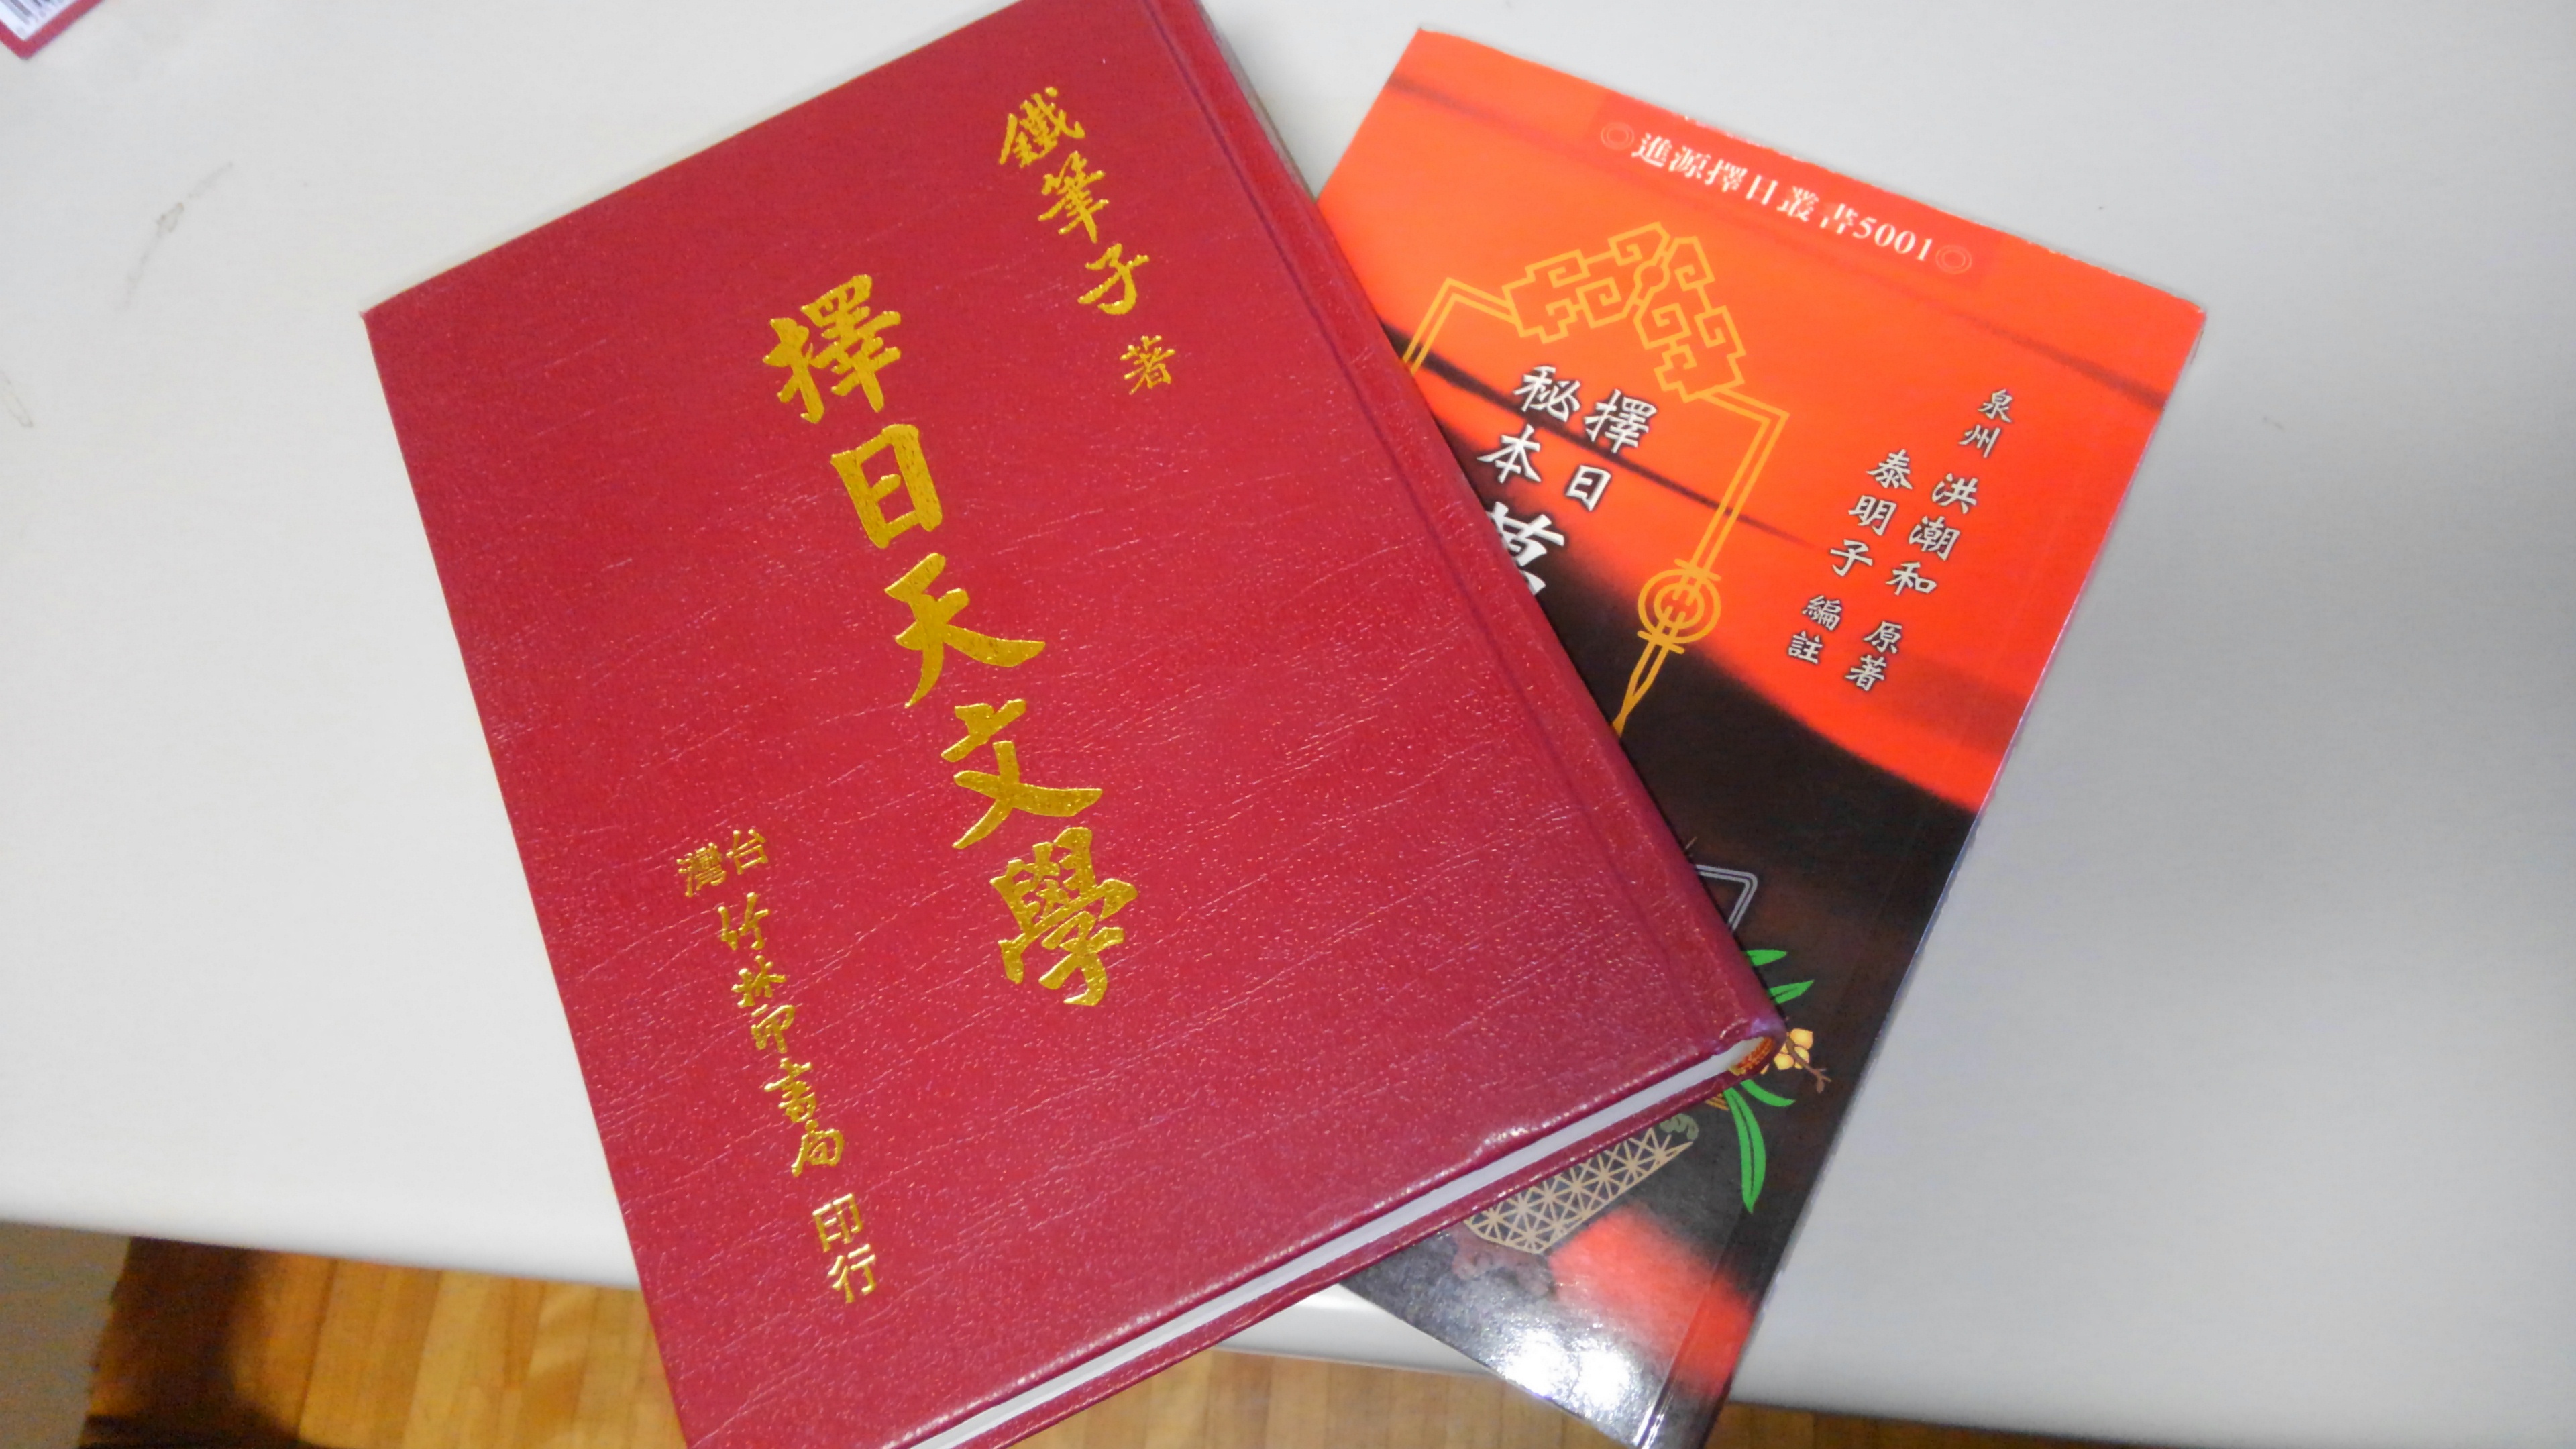 鐵筆子 著
擇日天文學
台灣 竹林印書局 印行
◎進源擇日叢書5001◎
泉州 洪潮和 原著
泰明子 編註
擇日
秘本